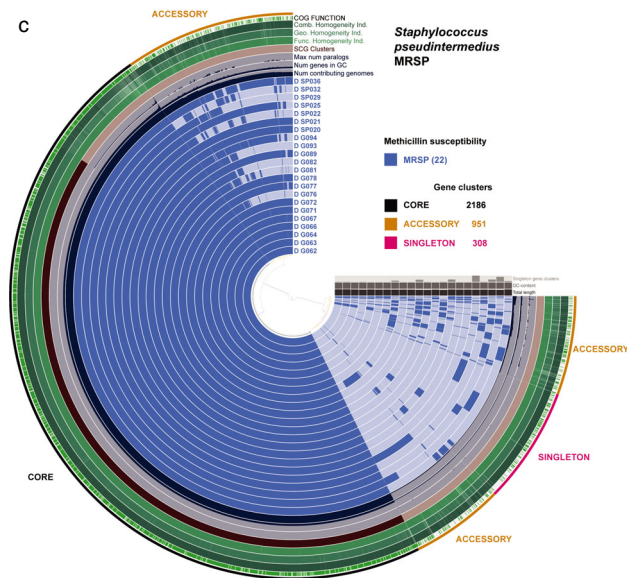 C
ACCESSORY
COG FUNCTION
Comb. Homogeneity Ind.
Geo. Homogeneity Ind.
Func. Homogeneity Ind.
SCG Clusters
Max num paralogs
Num genes in GC
Num contributing genomes
D SP036
D SP032
D SP029
D SP025
D SP022
D SP021
D SP020
D G094
D G093
D G089
D G082
D G081
D G078
D G077
D G076
D G072
D G071
D G067
D G066
D G064
D G063
D G062
Staphylococcus
pseudintermedius
MRSP
Methicillin susceptibility
MRSP (22)
Gene clusters
CORE 2186
ACCESSORY 951
SINGLETON 308
Singleton gene clusters
GC-content
Total length
ACCESSORY
SINGLETON
CORE
ACCESSORY